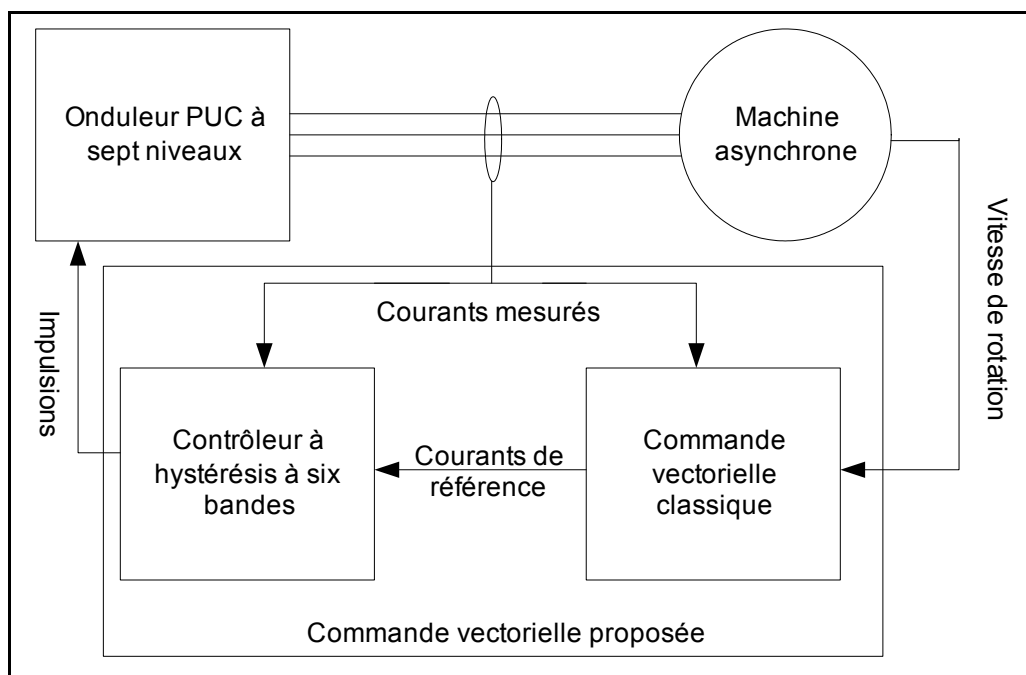 Onduleur PUC à
sept niveaux
Machine
asynchrone
Vitesse de rotation
Impulsions
Courants mesurés
Contrôleur à
hystérésis à six
bandes
Courants de
référence
Commande
vectorielle
classique
Commande vectorielle proposée